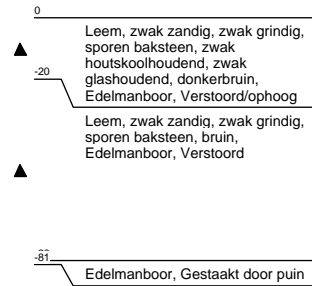 0
Leem, zwak zandig, zwak grindig,
sporen baksteen, zwak
houtskoolhoudend, zwak
glashoudend, donkerbruin,
Edelmanboor, Verstoord/ophoog
-20
Leem, zwak zandig, zwak grindig,
sporen baksteen, bruin,
Edelmanboor, Verstoord
-81
Edelmanboor, Gestaakt door puin